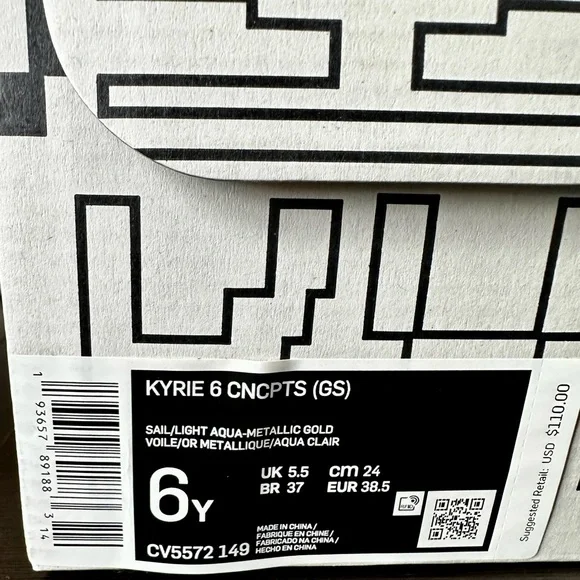 KYRIE 6 CNCPTS (GS)
SAIL/LIGHT AQUA-METALLIC GOLD
VOILE/OR METALLIQUE/AQUA CLAIR
6Y
UK 5.5 cm 24
BR 37 EUR 38.5
MADE IN CHINA/
FABRIQUE EN CHINE/
FABRICADO NA CHINA/
HECHO EN CHINA
CV5572 149
1 93657 89188 3 14
Suggested Retail: USD $110.00